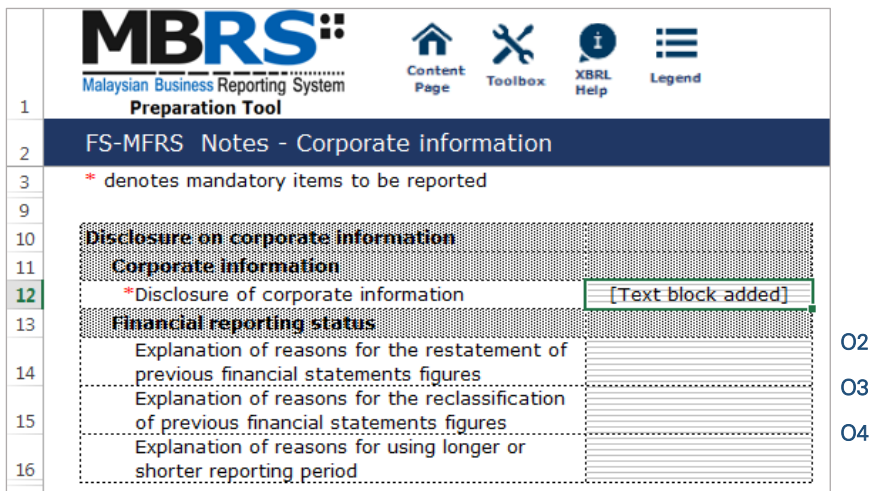 MBRS
Malaysian Business Reporting System
Preparation Tool
Content
Page
Toolbox
XBRL
Help
Legend
1
2
FS-MFRS Notes - Corporate information
3
* denotes mandatory items to be reported
9
10
Disclosure on corporate information
11
Corporate information
12
*Disclosure of corporate information
[Text block added]
13
Financial reporting status
Explanation of reasons for the restatement of
14
previous financial statements figures
O2
Explanation of reasons for the reclassification
15
of previous financial statements figures
O3
Explanation of reasons for using longer or
16
shorter reporting period
O4